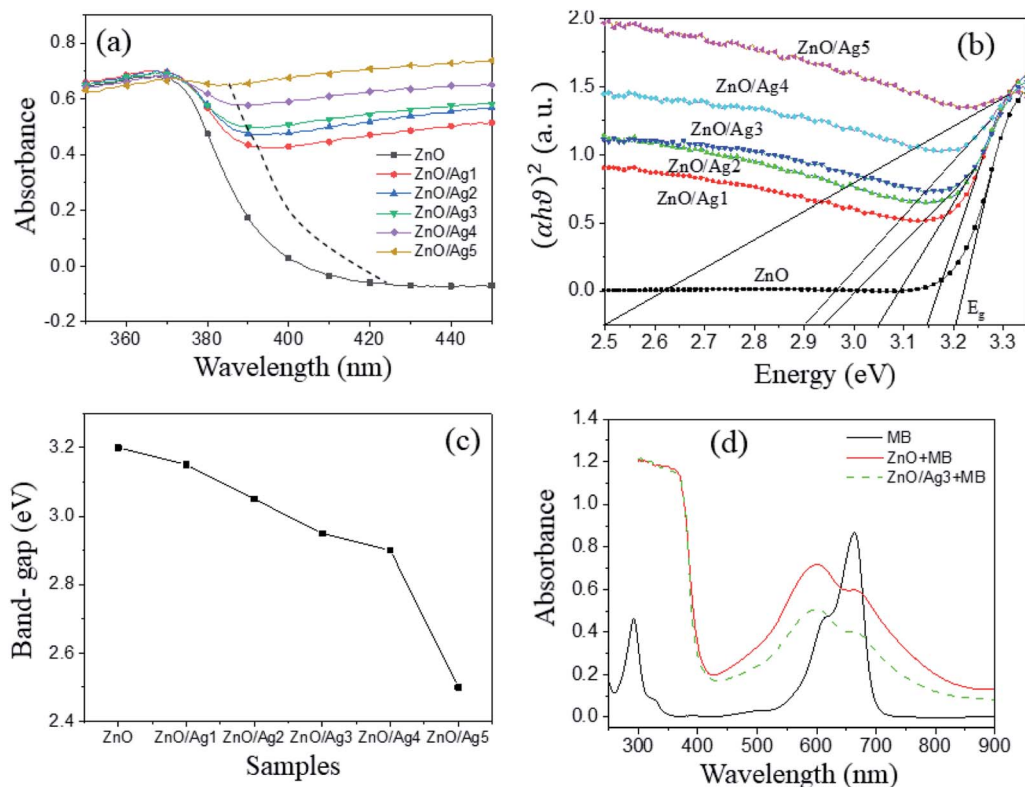 (a)
0.8
0.6
0.4
0.2
0.0
-0.2
Absorbance
ZnO
ZnO/Ag1
ZnO/Ag2
ZnO/Ag3
ZnO/Ag4
ZnO/Ag5
360 380 400 420 440
Wavelength (nm)
(b)
2.0
1.5
1.0
0.5
0.0
(αhϑ)² (a. u.)
ZnO/Ag5
ZnO/Ag4
ZnO/Ag3
ZnO/Ag2
ZnO/Ag1
ZnO
Eg
2.5 2.6 2.7 2.8 2.9 3.0 3.1 3.2 3.3
Energy (eV)
(c)
3.2
3.0
2.8
2.6
2.4
Band- gap (eV)
ZnO ZnO/Ag1 ZnO/Ag2 ZnO/Ag3 ZnO/Ag4 ZnO/Ag5
Samples
(d)
1.4
1.2
1.0
0.8
0.6
0.4
0.2
0.0
Absorbance
MB
ZnO+MB
ZnO/Ag3+MB
300 400 500 600 700 800 900
Wavelength (nm)